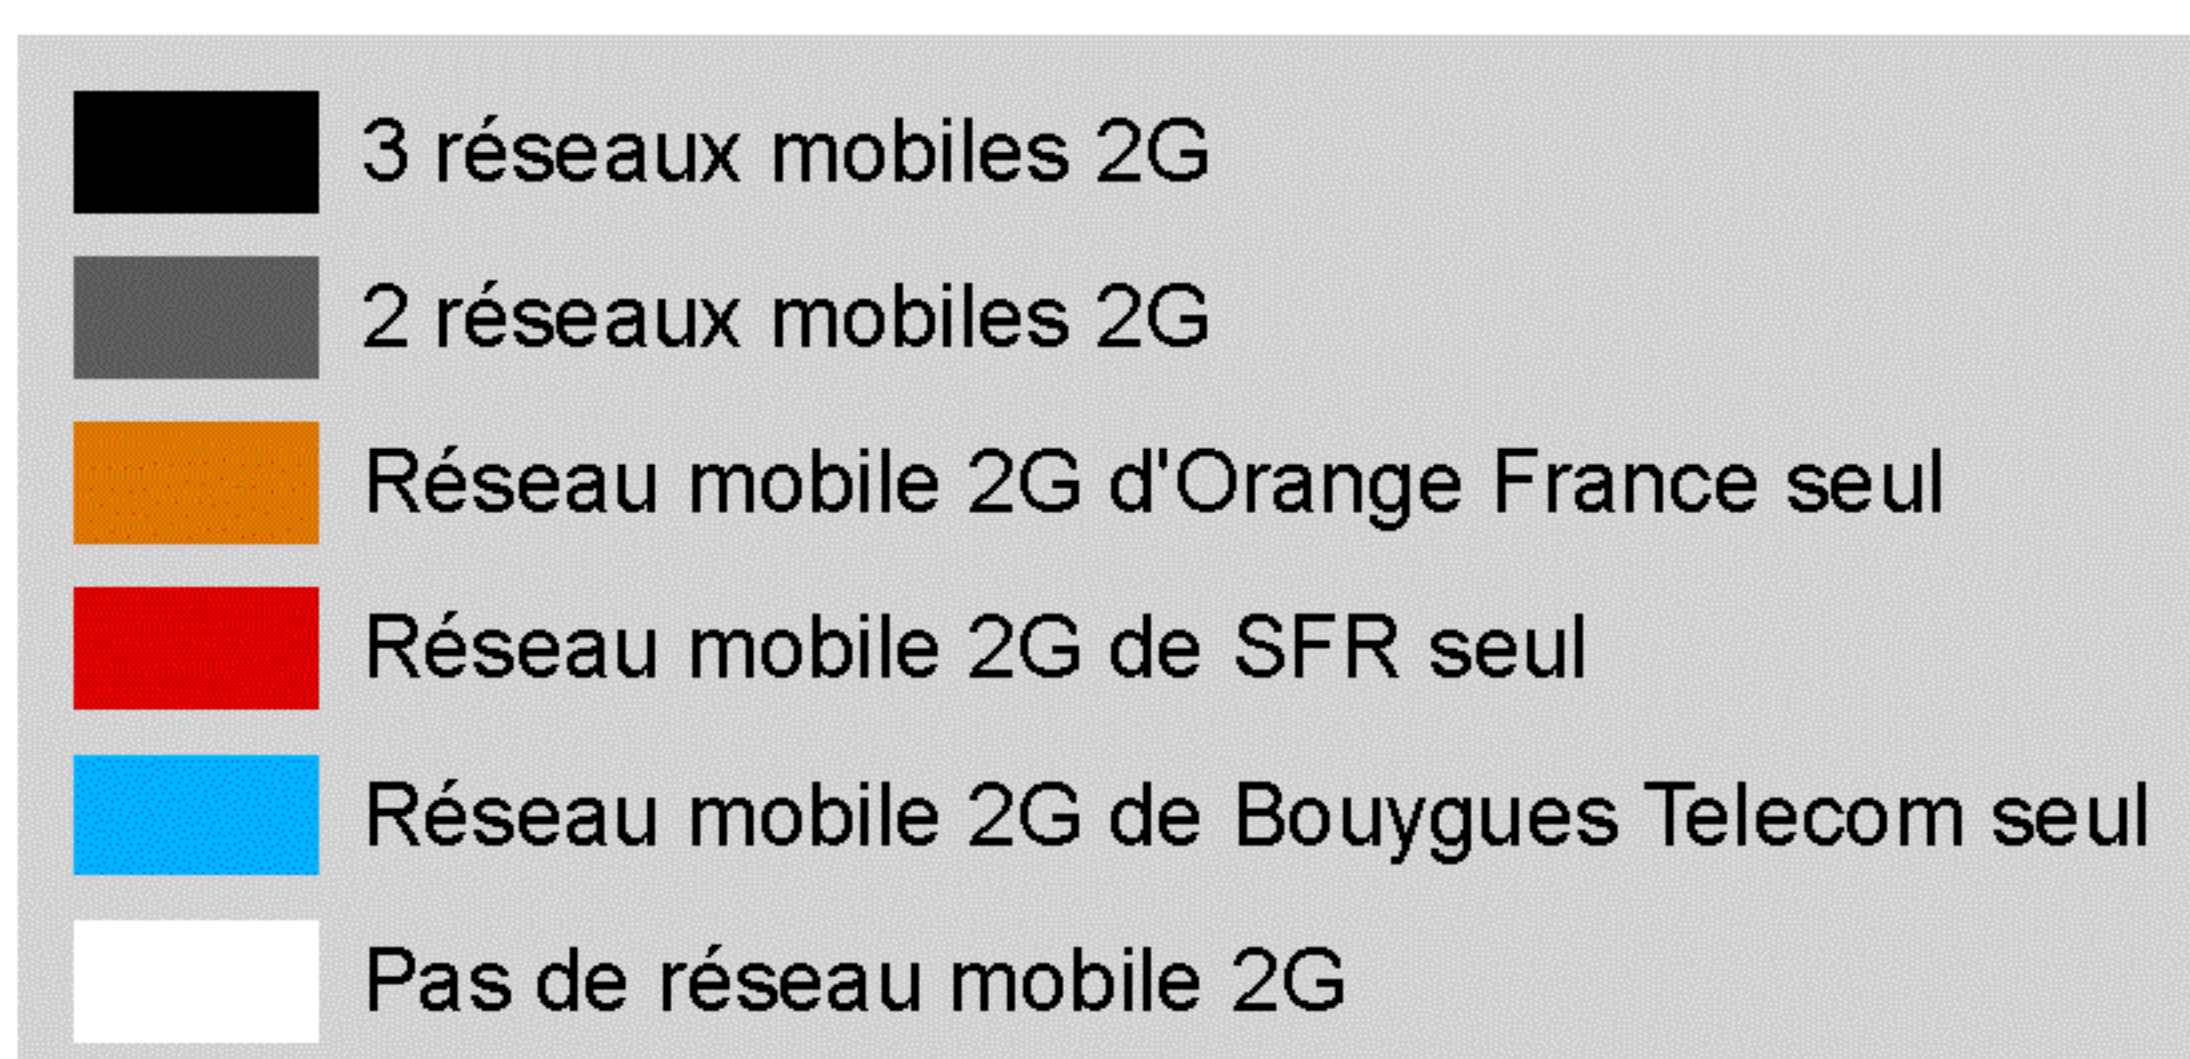 3 réseaux mobiles 2G
2 réseaux mobiles 2G
Réseau mobile 2G d'Orange France seul
Réseau mobile 2G de SFR seul
Réseau mobile 2G de Bouygues Telecom seul
Pas de réseau mobile 2G